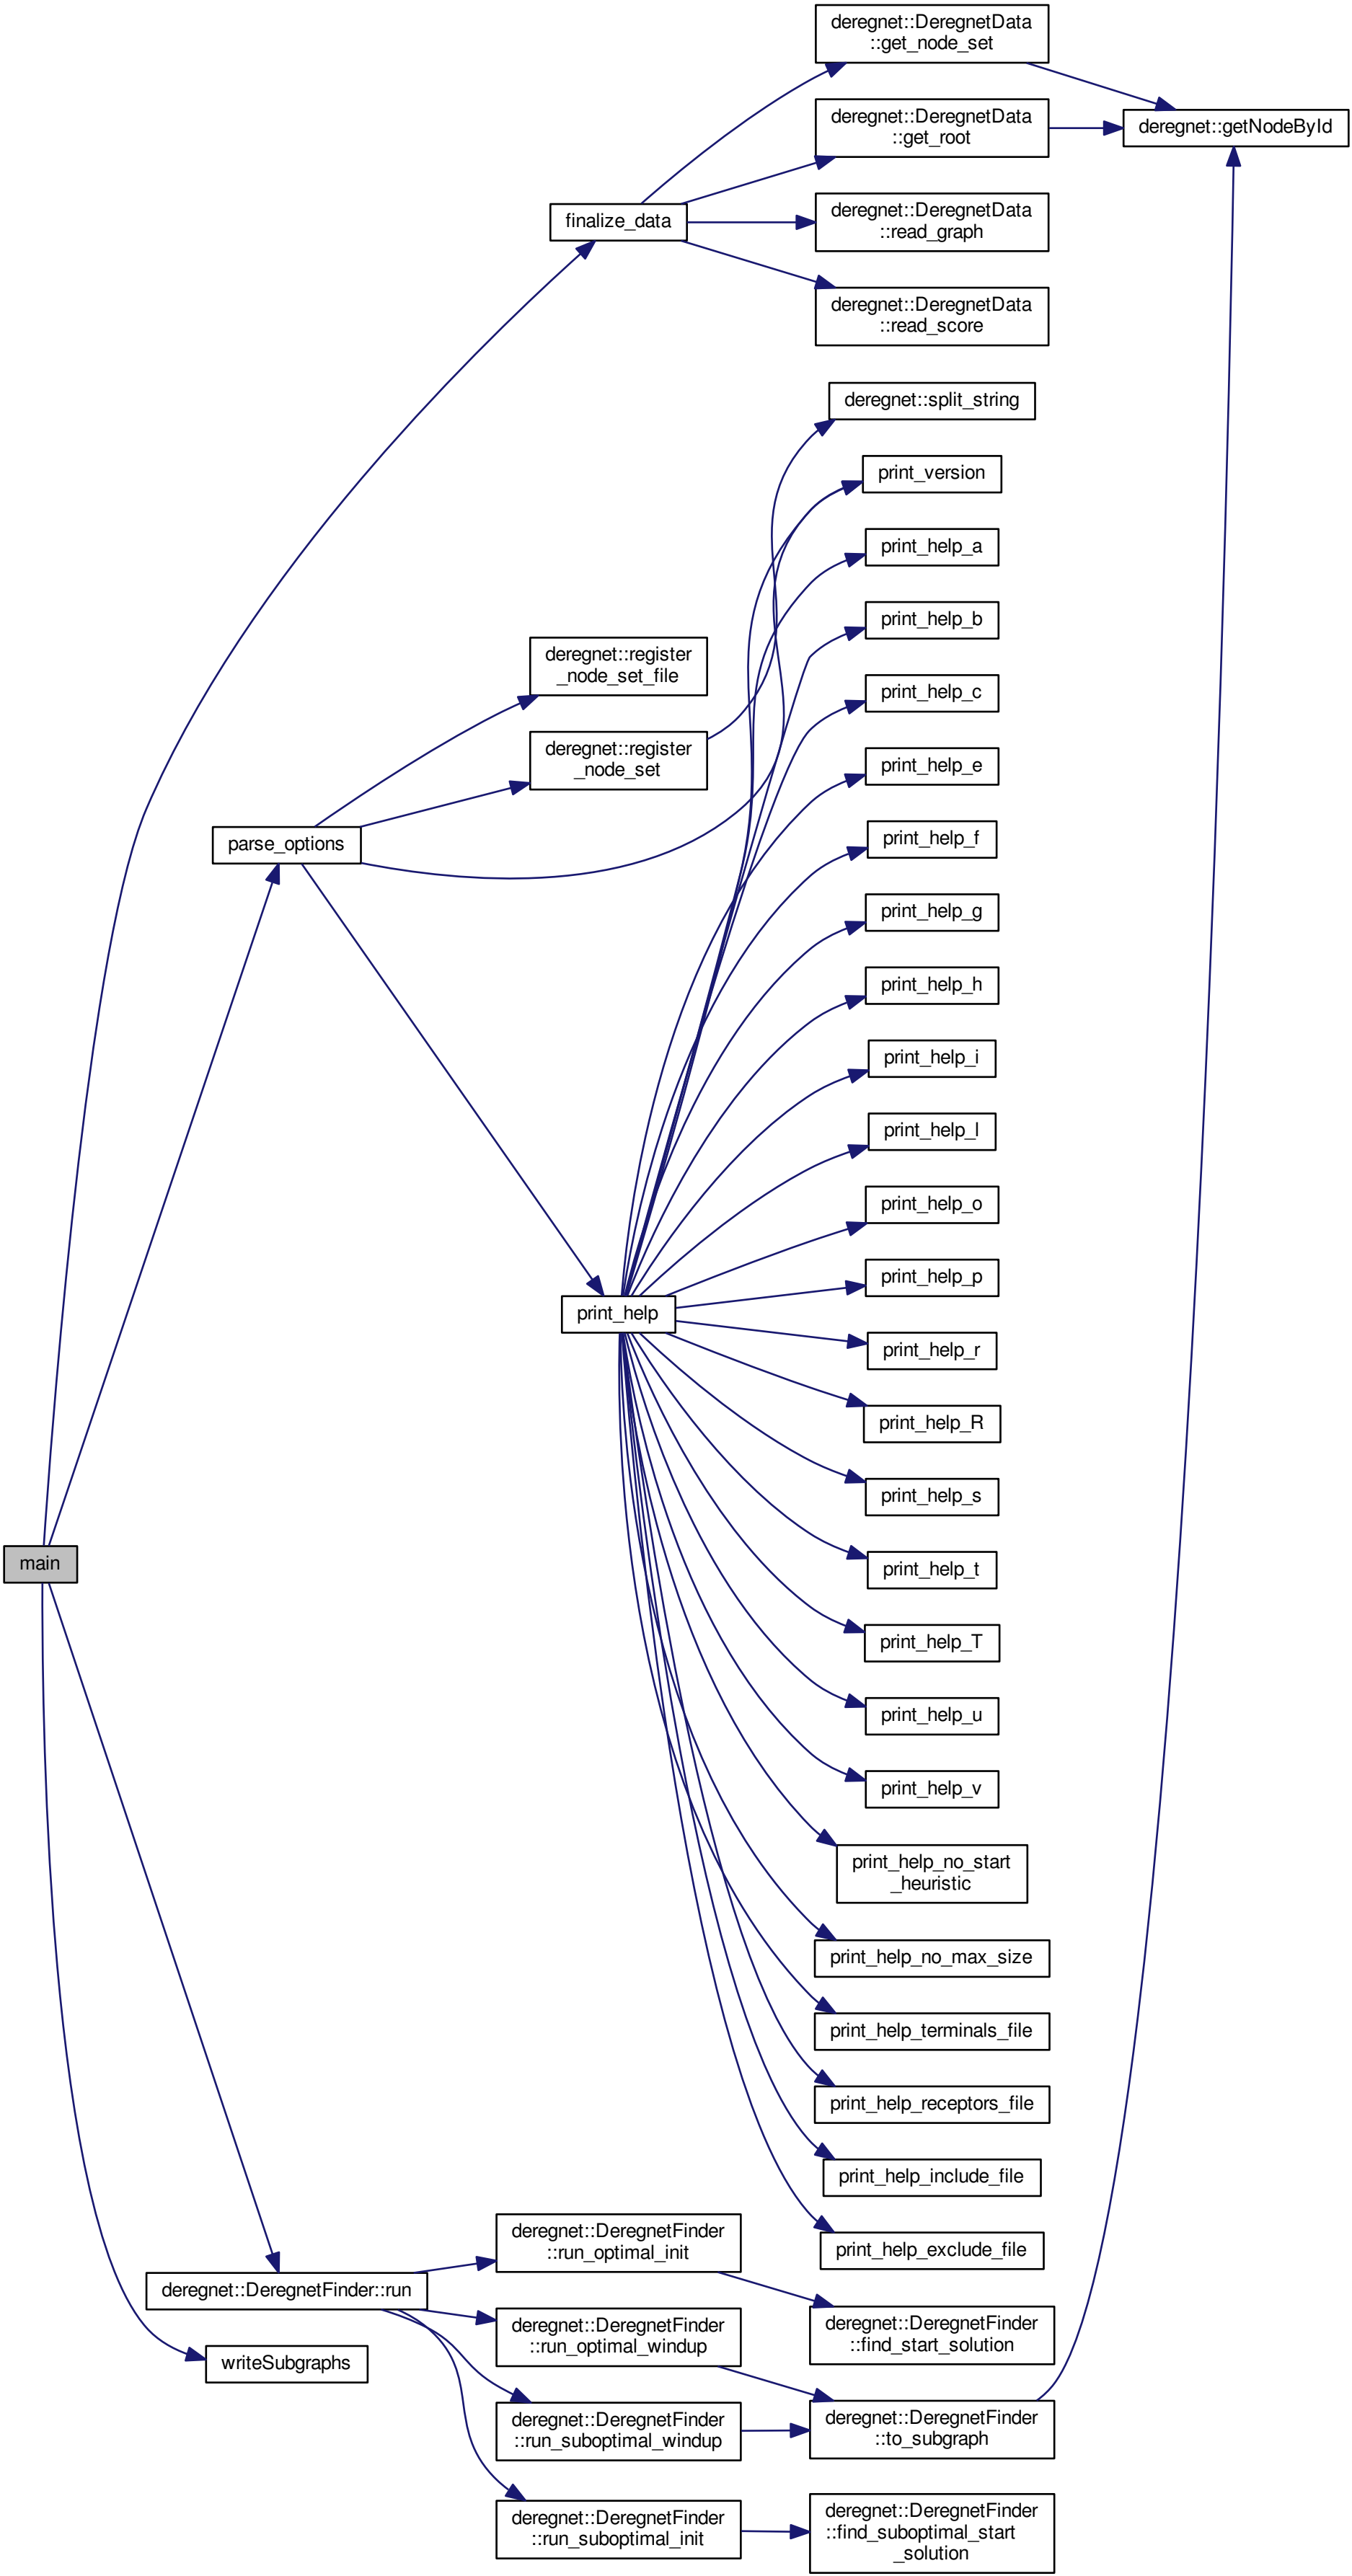 deregnet::DeregnetData
::get_node_set
deregnet::DeregnetData
::get_root
deregnet::getNodeById
deregnet::DeregnetData
::read_graph
finalize_data
deregnet::DeregnetData
::read_score
deregnet::split_string
print_version
print_help_a
print_help_b
deregnet::register
_node_set_file
print_help_c
deregnet::register
_node_set
print_help_e
print_help_f
parse_options
print_help_g
print_help_h
print_help_i
print_help_l
print_help_o
print_help_p
print_help
print_help_r
print_help_R
print_help_s
main
print_help_t
print_help_T
print_help_u
print_help_v
print_help_no_start
_heuristic
print_help_no_max_size
print_help_terminals_file
print_help_receptors_file
print_help_include_file
print_help_exclude_file
deregnet::DeregnetFinder
::run_optimal_init
deregnet::DeregnetFinder::run
deregnet::DeregnetFinder
::find_start_solution
deregnet::DeregnetFinder
::run_optimal_windup
writeSubgraphs
deregnet::DeregnetFinder
::run_suboptimal_windup
deregnet::DeregnetFinder
::to_subgraph
deregnet::DeregnetFinder
::run_suboptimal_init
deregnet::DeregnetFinder
::find_suboptimal_start
_solution